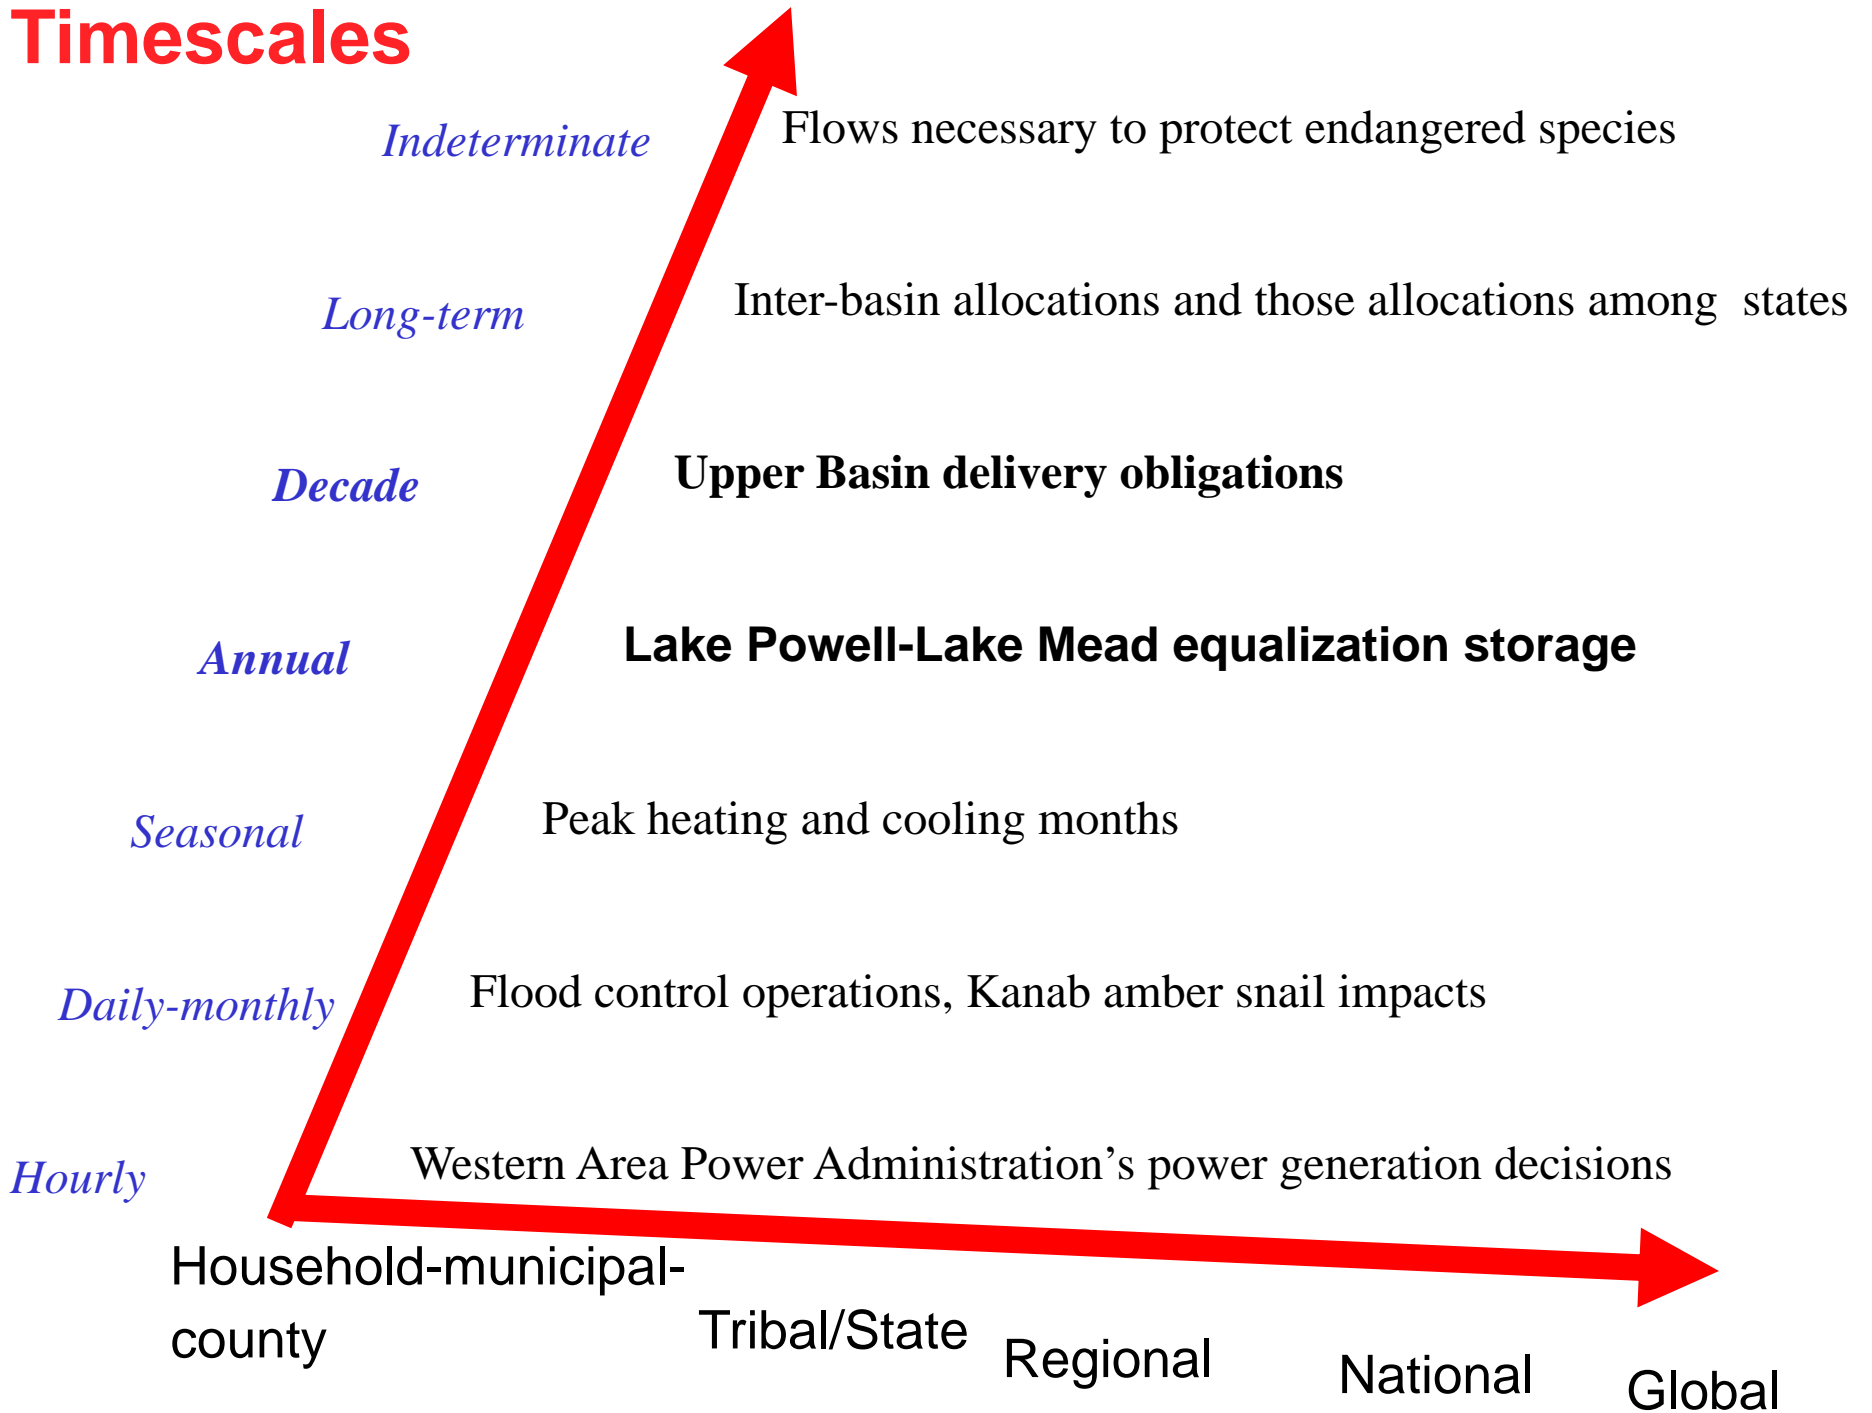 Timescales
Indeterminate
Flows necessary to protect endangered species
Long-term
Inter-basin allocations and those allocations among  states
Decade
Upper Basin delivery obligations
Annual
Lake Powell-Lake Mead equalization storage
Seasonal
Peak heating and cooling months
Daily-monthly
Flood control operations, Kanab amber snail impacts
Hourly
Western Area Power Administration’s power generation decisions
Household-municipal-
county
Tribal/State
Regional
National
Global